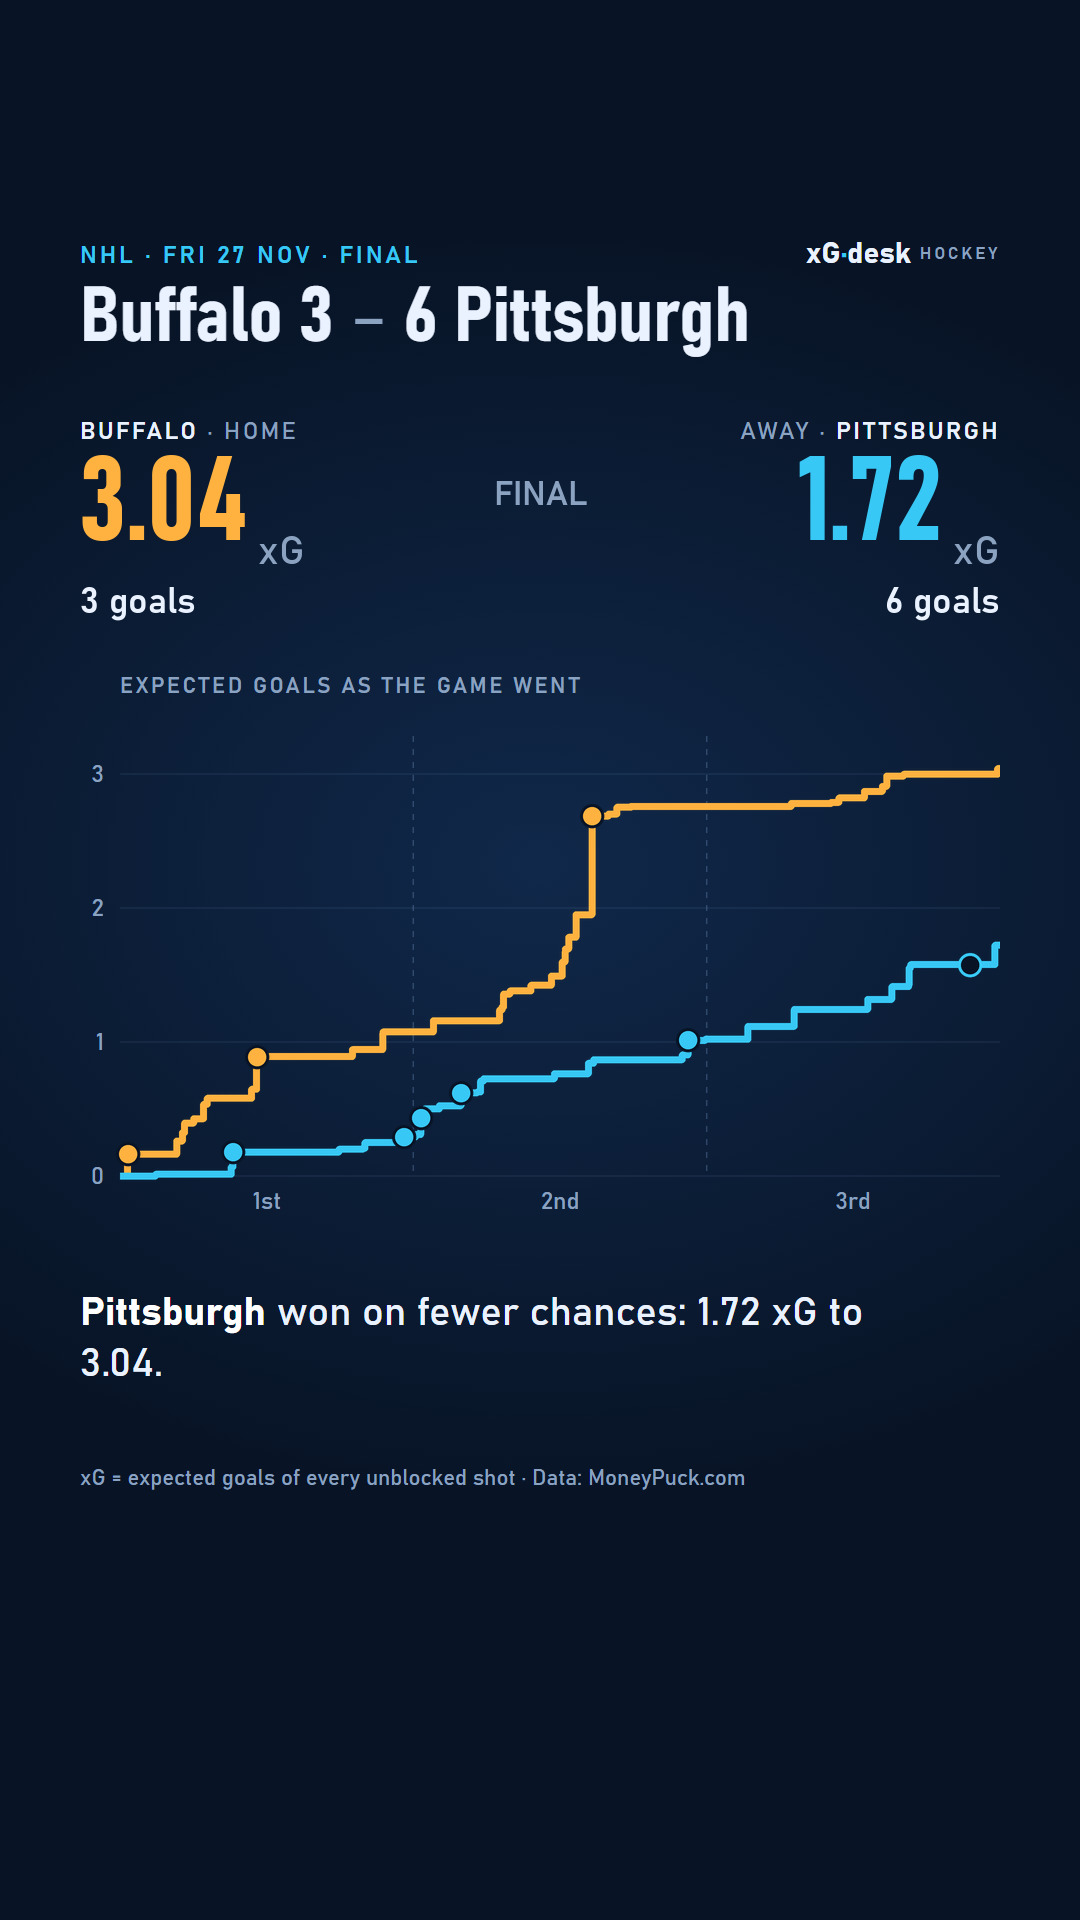 NHL · FRI 27 NOV · FINAL
xG·desk HOCKEY
Buffalo 3 – 6 Pittsburgh
BUFFALO · HOME
AWAY · PITTSBURGH
3.04 xG
FINAL
1.72 xG
3 goals
6 goals
EXPECTED GOALS AS THE GAME WENT
3
2
1
0
1st
2nd
3rd
Pittsburgh won on fewer chances: 1.72 xG to
3.04.
xG = expected goals of every unblocked shot · Data: MoneyPuck.com